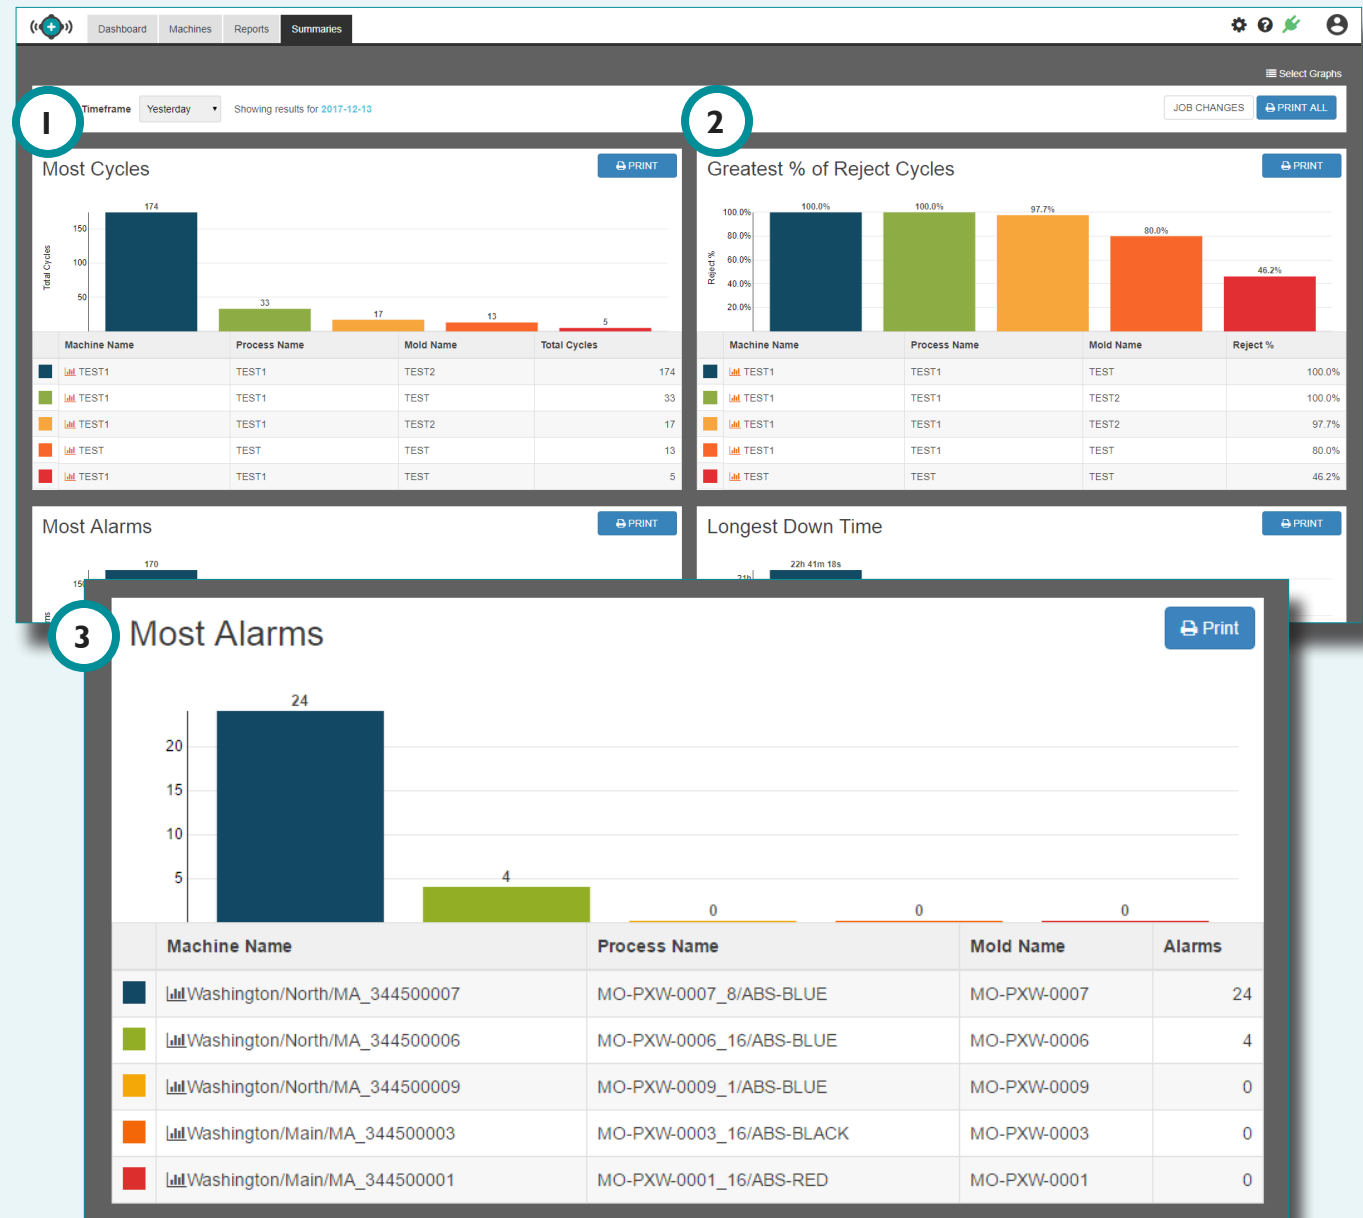 Dashboard Machines Reports Summaries
Select Graphs
1
Timeframe Yesterday Showing results for 2017-12-13
2
JOB CHANGES PRINT ALL
Most Cycles
PRINT
174
150
100
50
Total Cycles
33
17
13
5
Machine Name Process Name Mold Name Total Cycles
TEST1 TEST1 TEST2 174
TEST1 TEST1 TEST 33
TEST1 TEST1 TEST2 17
TEST TEST TEST 13
TEST1 TEST1 TEST 5
Greatest % of Reject Cycles
PRINT
100.0% 100.0% 97.7% 80.0% 46.2%
100.0%
80.0%
60.0%
40.0%
20.0%
Reject %
Machine Name Process Name Mold Name Reject %
TEST1 TEST1 TEST 100.0%
TEST1 TEST1 TEST2 100.0%
TEST1 TEST1 TEST2 97.7%
TEST1 TEST1 TEST 80.0%
TEST TEST TEST 46.2%
Most Alarms
PRINT
170
Longest Down Time
PRINT
22h 41m 18s
21h
3
Most Alarms
Print
24
20
15
10
5
4
0
0
0
Machine Name Process Name Mold Name Alarms
Washington/North/MA_344500007 MO-PXW-0007_8/ABS-BLUE MO-PXW-0007 24
Washington/North/MA_344500006 MO-PXW-0006_16/ABS-BLUE MO-PXW-0006 4
Washington/North/MA_344500009 MO-PXW-0009_1/ABS-BLUE MO-PXW-0009 0
Washington/Main/MA_344500003 MO-PXW-0003_16/ABS-BLACK MO-PXW-0003 0
Washington/Main/MA_344500001 MO-PXW-0001_16/ABS-RED MO-PXW-0001 0